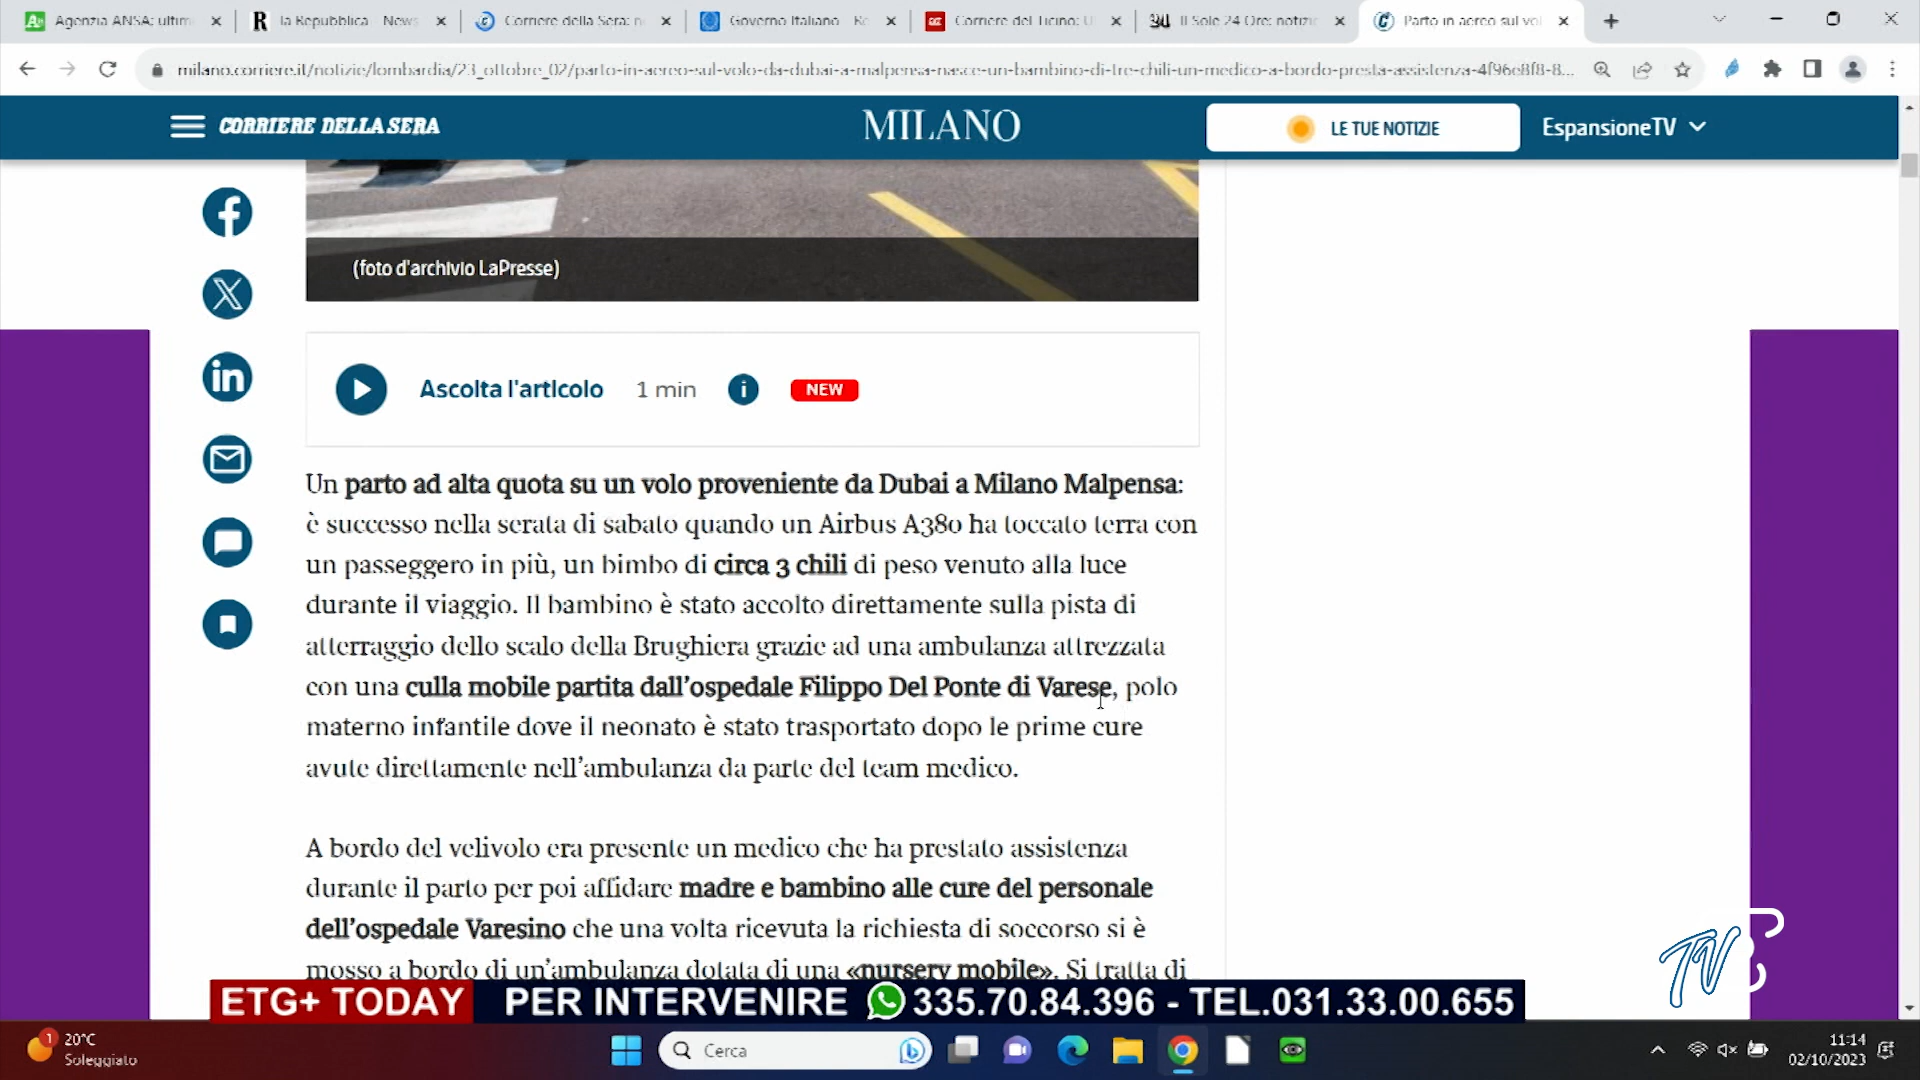 Agenzia ANSA: ultim
la Repubblica - News
Corriere della Sera: n
Governo Italiano - Re
Corriere del Ticino: U
Il Sole 24 Ore: notizi
Parto in aereo sul vol
milano.corriere.it/notizie/lombardia/23_ottobre_02/parto-in-aereo-sul-volo-da-dubai-a-malpensa-nasce-un-bambino-di-tre-chili-un-medico-a-bordo-presta-assistenza-4f96e8f8-8...
CORRIERE DELLA SERA
MILANO
LE TUE NOTIZIE
EspansioneTV
(foto d'archivio LaPresse)
Ascolta l'articolo 1 min i NEW
Un parto ad alta quota su un volo proveniente da Dubai a Milano Malpensa:
è successo nella serata di sabato quando un Airbus A380 ha toccato terra con
un passeggero in più, un bimbo di circa 3 chili di peso venuto alla luce
durante il viaggio. Il bambino è stato accolto direttamente sulla pista di
atterraggio dello scalo della Brughiera grazie ad una ambulanza attrezzata
con una culla mobile partita dall'ospedale Filippo Del Ponte di Varese, polo
materno infantile dove il neonato è stato trasportato dopo le prime cure
avute direttamente nell'ambulanza da parte del team medico.
A bordo del velivolo era presente un medico che ha prestato assistenza
durante il parto per poi affidare madre e bambino alle cure del personale
dell'ospedale Varesino che una volta ricevuta la richiesta di soccorso si è
mosso a bordo di un'ambulanza dotata di una «nursery mobile». Si tratta di
ETG+ TODAY PER INTERVENIRE 335.70.84.396 - TEL.031.33.00.655
TV
1
20°C
Soleggiato
Cerca
11:14
02/10/2023